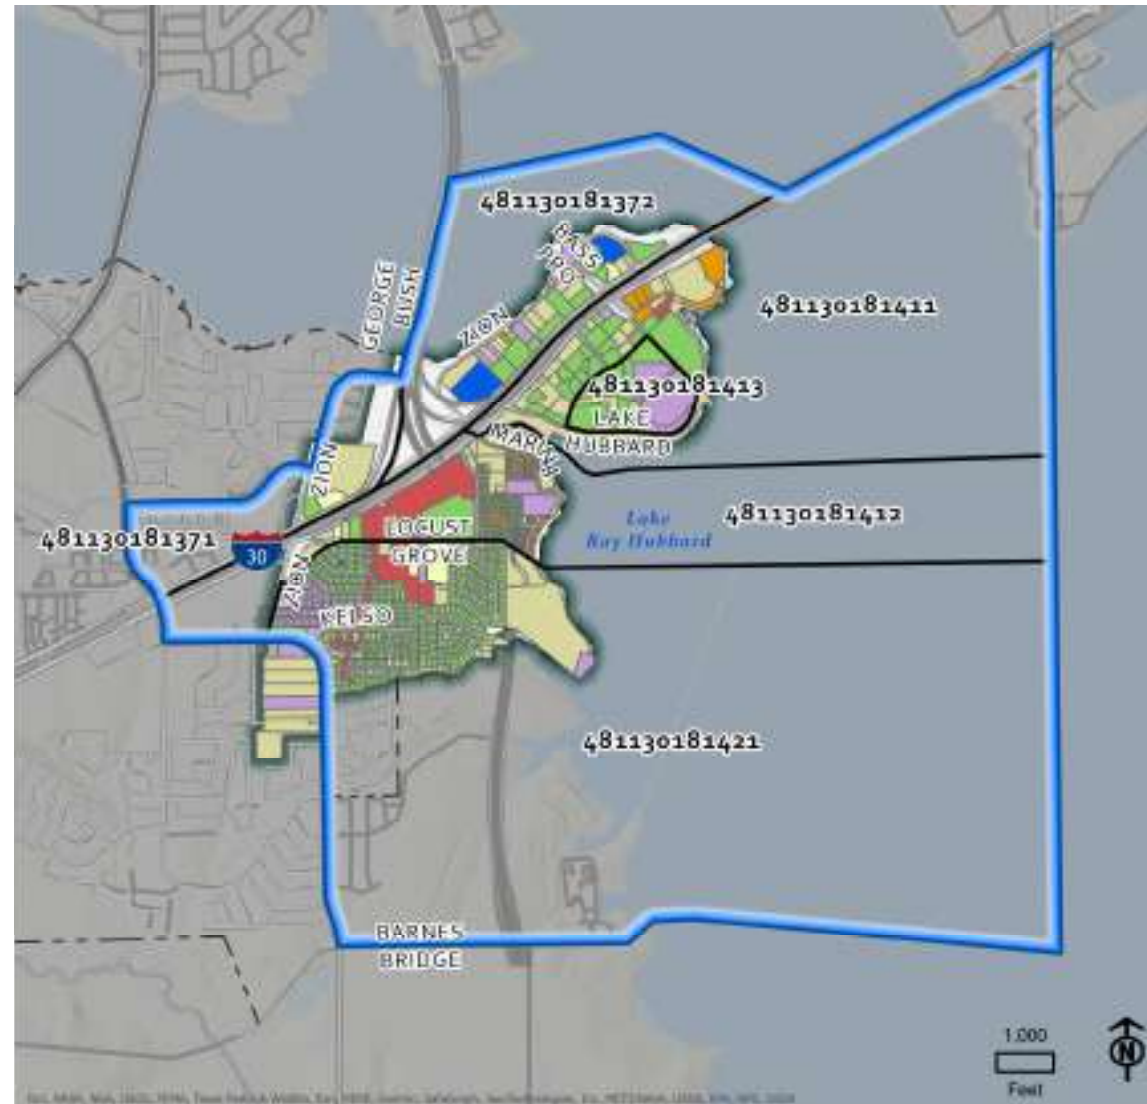 481130181372
BASS
PRO
GEORGE
BUSH
ZION
481130181411
481130181413
LAKE
HUBBARD
MARINA
ZION
481130181371
30
LOCUST
GROVE
Lake
Ray Hubbard
481130181412
ZION
KELSO
481130181421
BARNES
BRIDGE
1,000
Feet
N